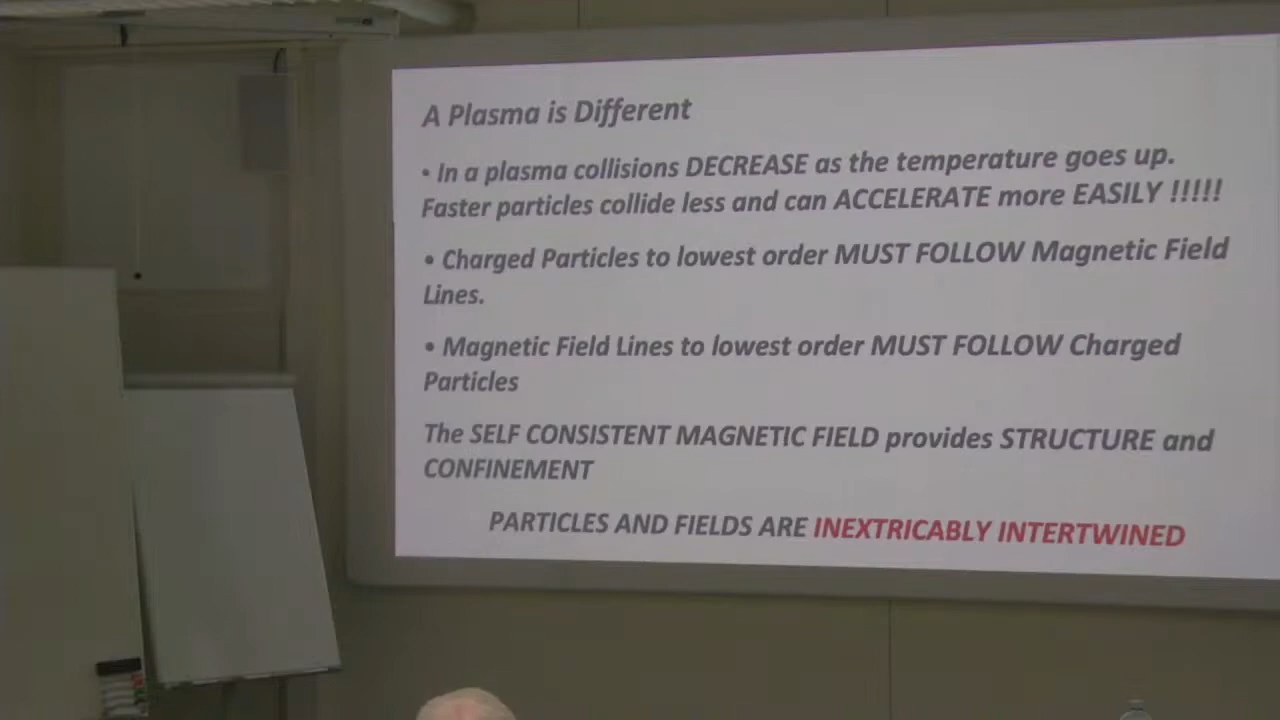 A Plasma is Different
• In a plasma collisions DECREASE as the temperature goes up.
Faster particles collide less and can ACCELERATE more EASILY !!!!!
• Charged Particles to lowest order MUST FOLLOW Magnetic Field
Lines.
• Magnetic Field Lines to lowest order MUST FOLLOW Charged
Particles
The SELF CONSISTENT MAGNETIC FIELD provides STRUCTURE and
CONFINEMENT
PARTICLES AND FIELDS ARE INEXTRICABLY INTERTWINED